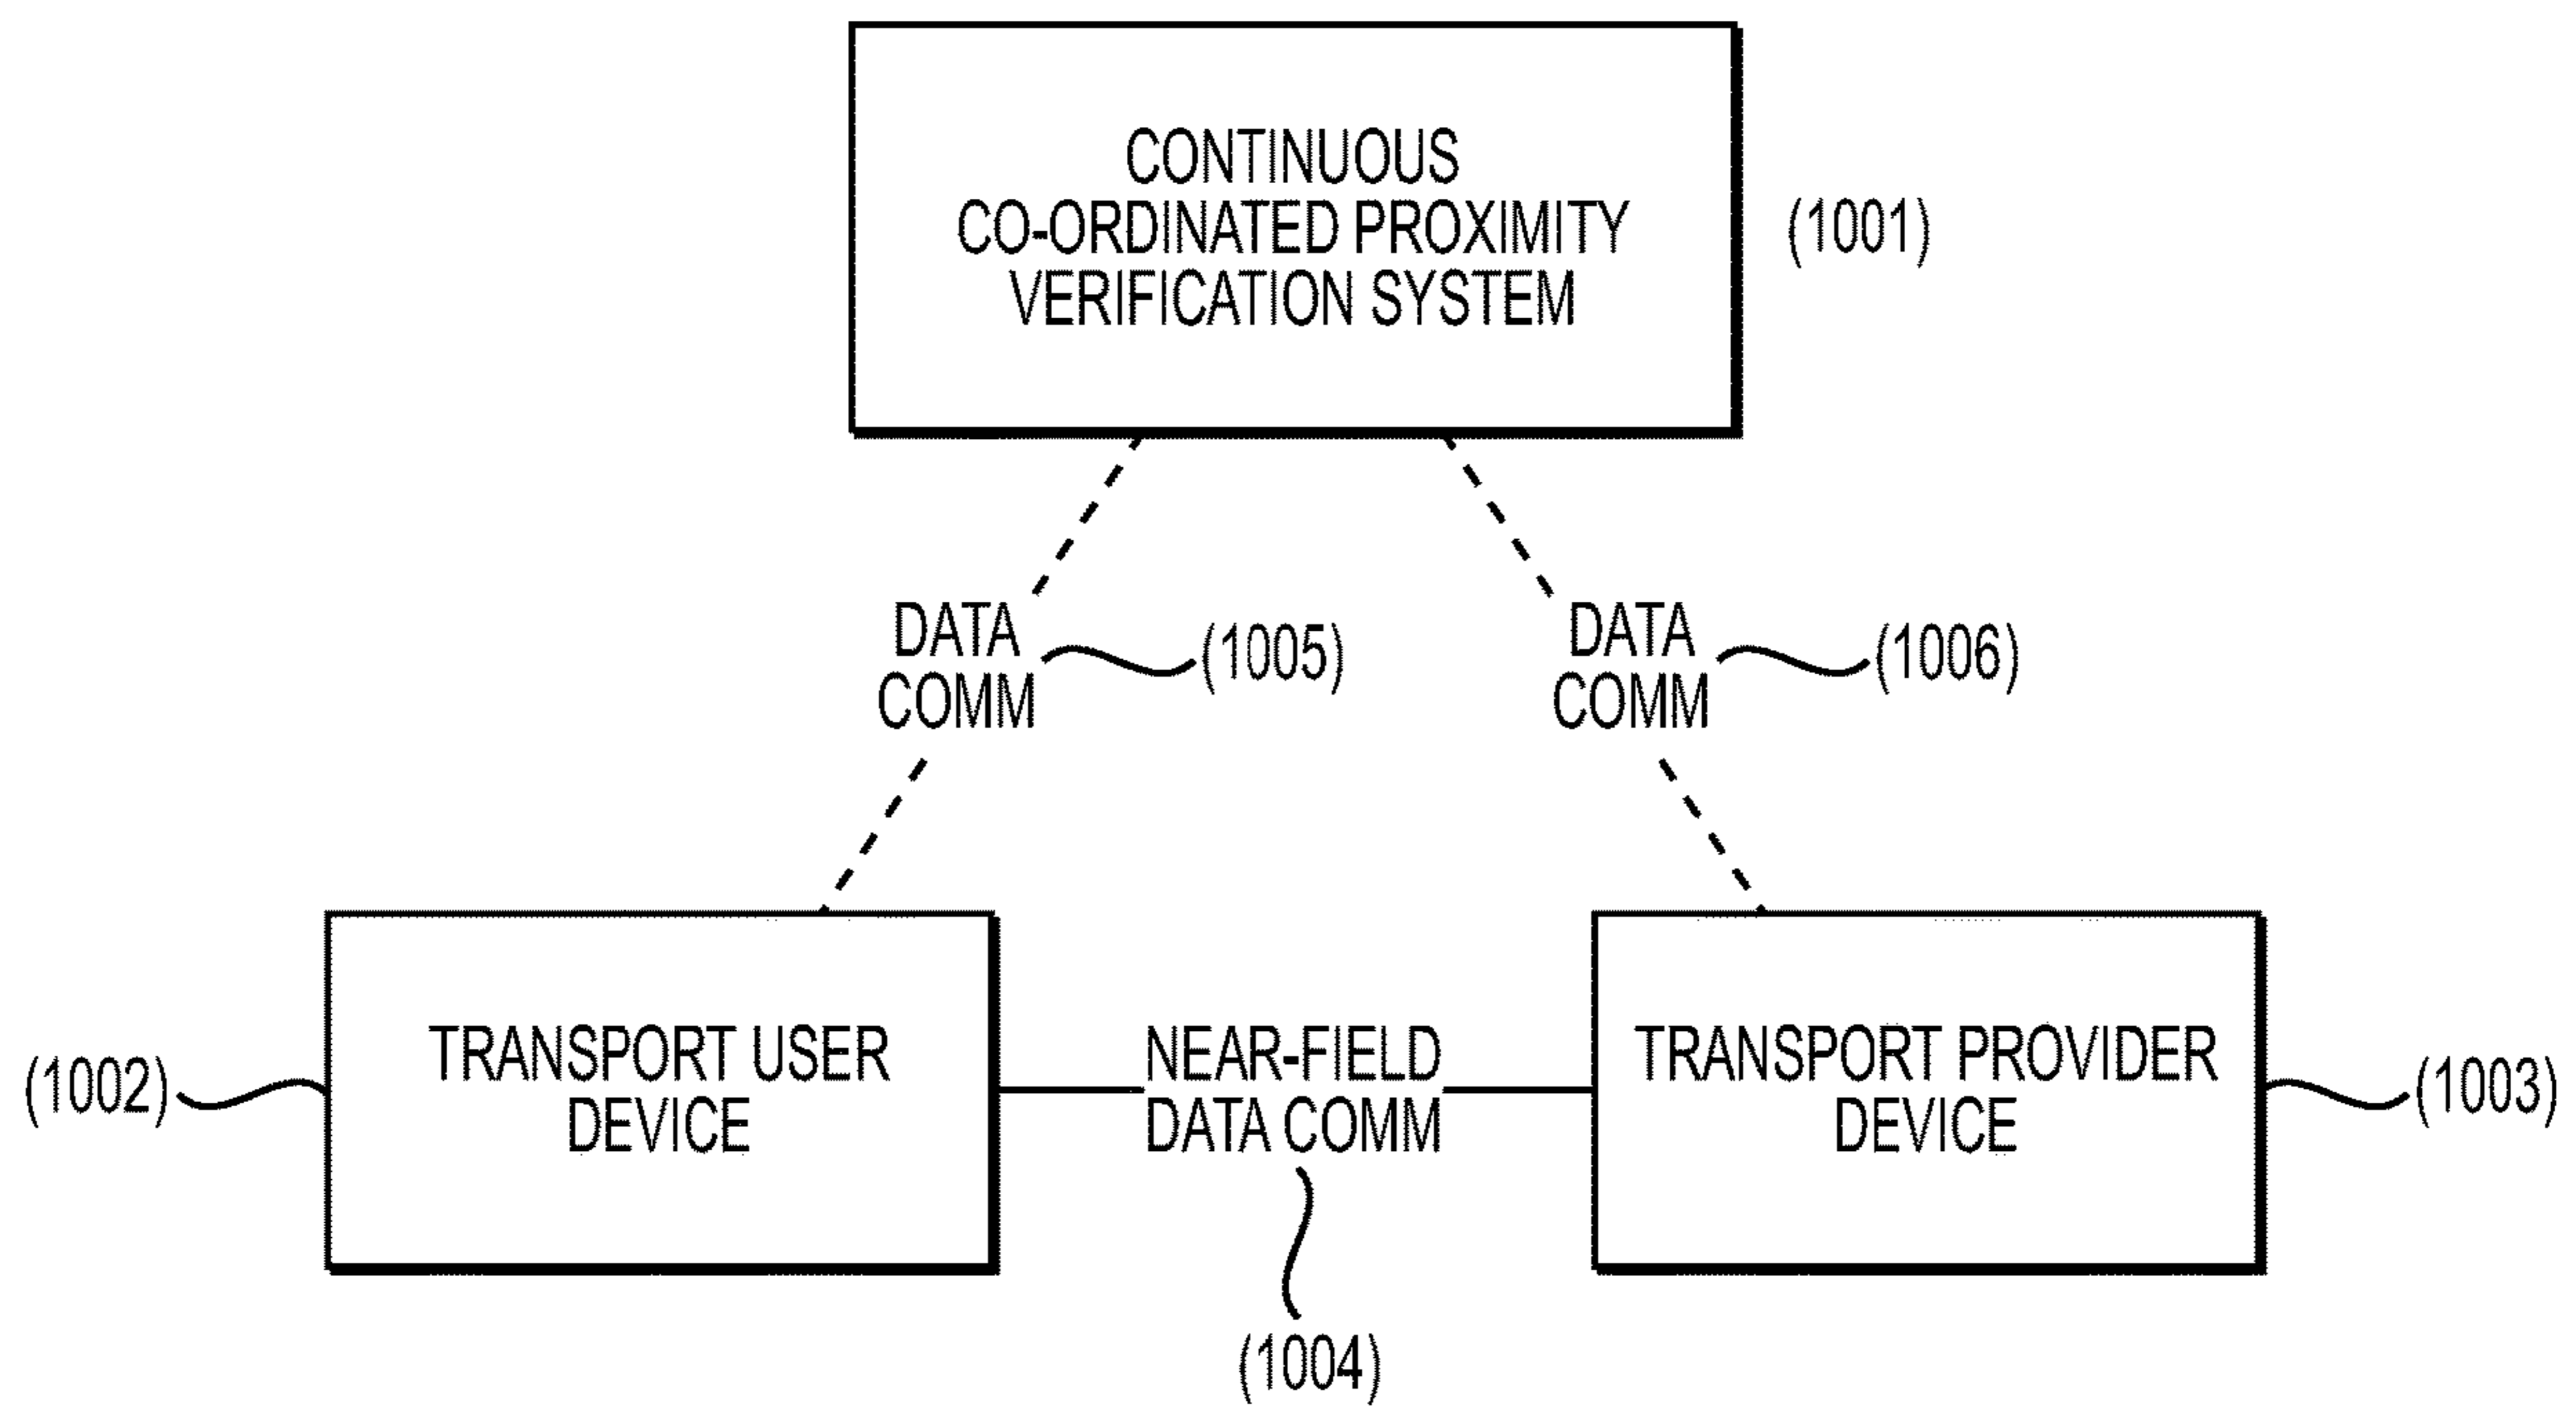 CONTINUOUS
CO-ORDINATED PROXIMITY
VERIFICATION SYSTEM
(1001)
DATA
COMM
(1005)
DATA
COMM
(1006)
(1002)
TRANSPORT USER
DEVICE
NEAR-FIELD
DATA COMM
TRANSPORT PROVIDER
DEVICE
(1003)
(1004)